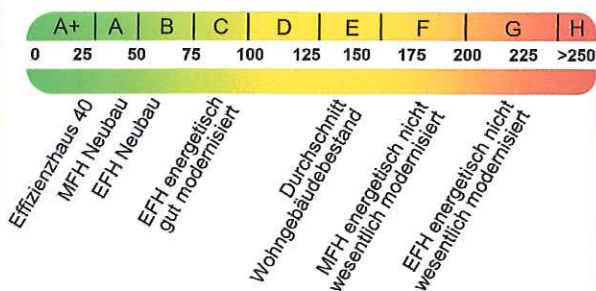 A+ A B C D E F G H
0 25 50 75 100 125 150 175 200 225 >250
Effizienzhaus 40
MFH Neubau
EFH Neubau
EFH energetisch
gut modernisiert
Durchschnitt
Wohngebäudebestand
MFH energetisch nicht
wesentlich modernisiert
EFH energetisch nicht
wesentlich modernisiert